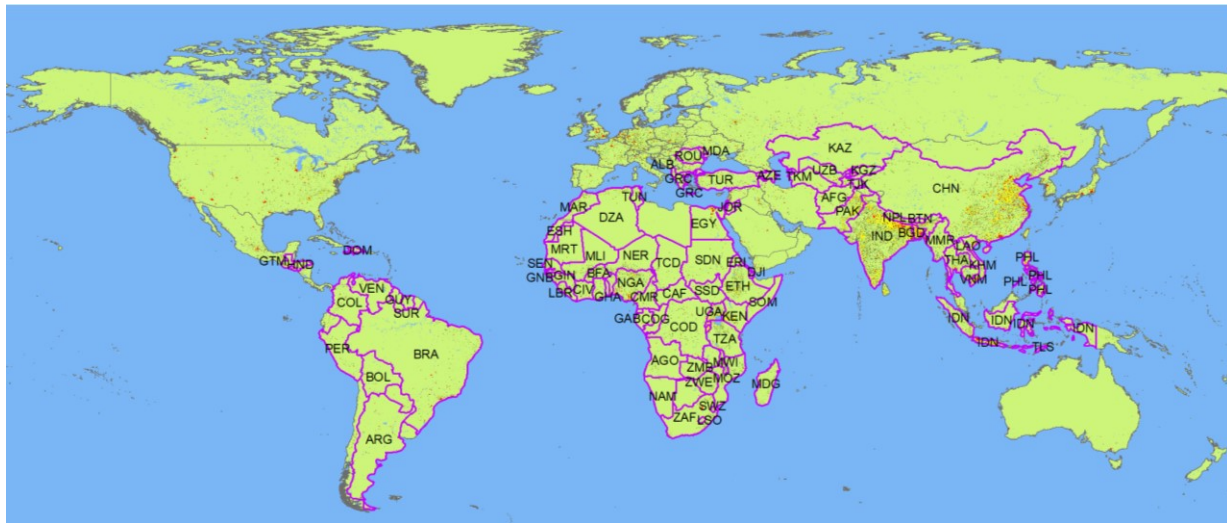 KAZ
MDA
ROU
ALB
GRC
GRC
TUR
AZE
TKM
UZB
KGZ
TJK
CHN
AFG
PAK
JOR
TUN
MAR
DZA
EGY
ESH
MRT
MLI
NER
TCD
SDN
ERI
DJI
SEN
BFA
NGA
CIV
GHA
LBR
CMR
CAF
SSD
ETH
SOM
GAB
COG
COD
UGA
KEN
TZA
AGO
ZMB
MWI
MOZ
ZWE
NAM
MDG
SWZ
ZAF
LSO
NPL
BTN
IND
BGD
MMR
LAO
THA
KHM
VNM
PHL
PHL
PHL
PHL
IDN
IDN
IDN
IDN
IDN
TLS
DOM
GTM
HND
VEN
COL
GUY
SUR
PER
BRA
BOL
ARG